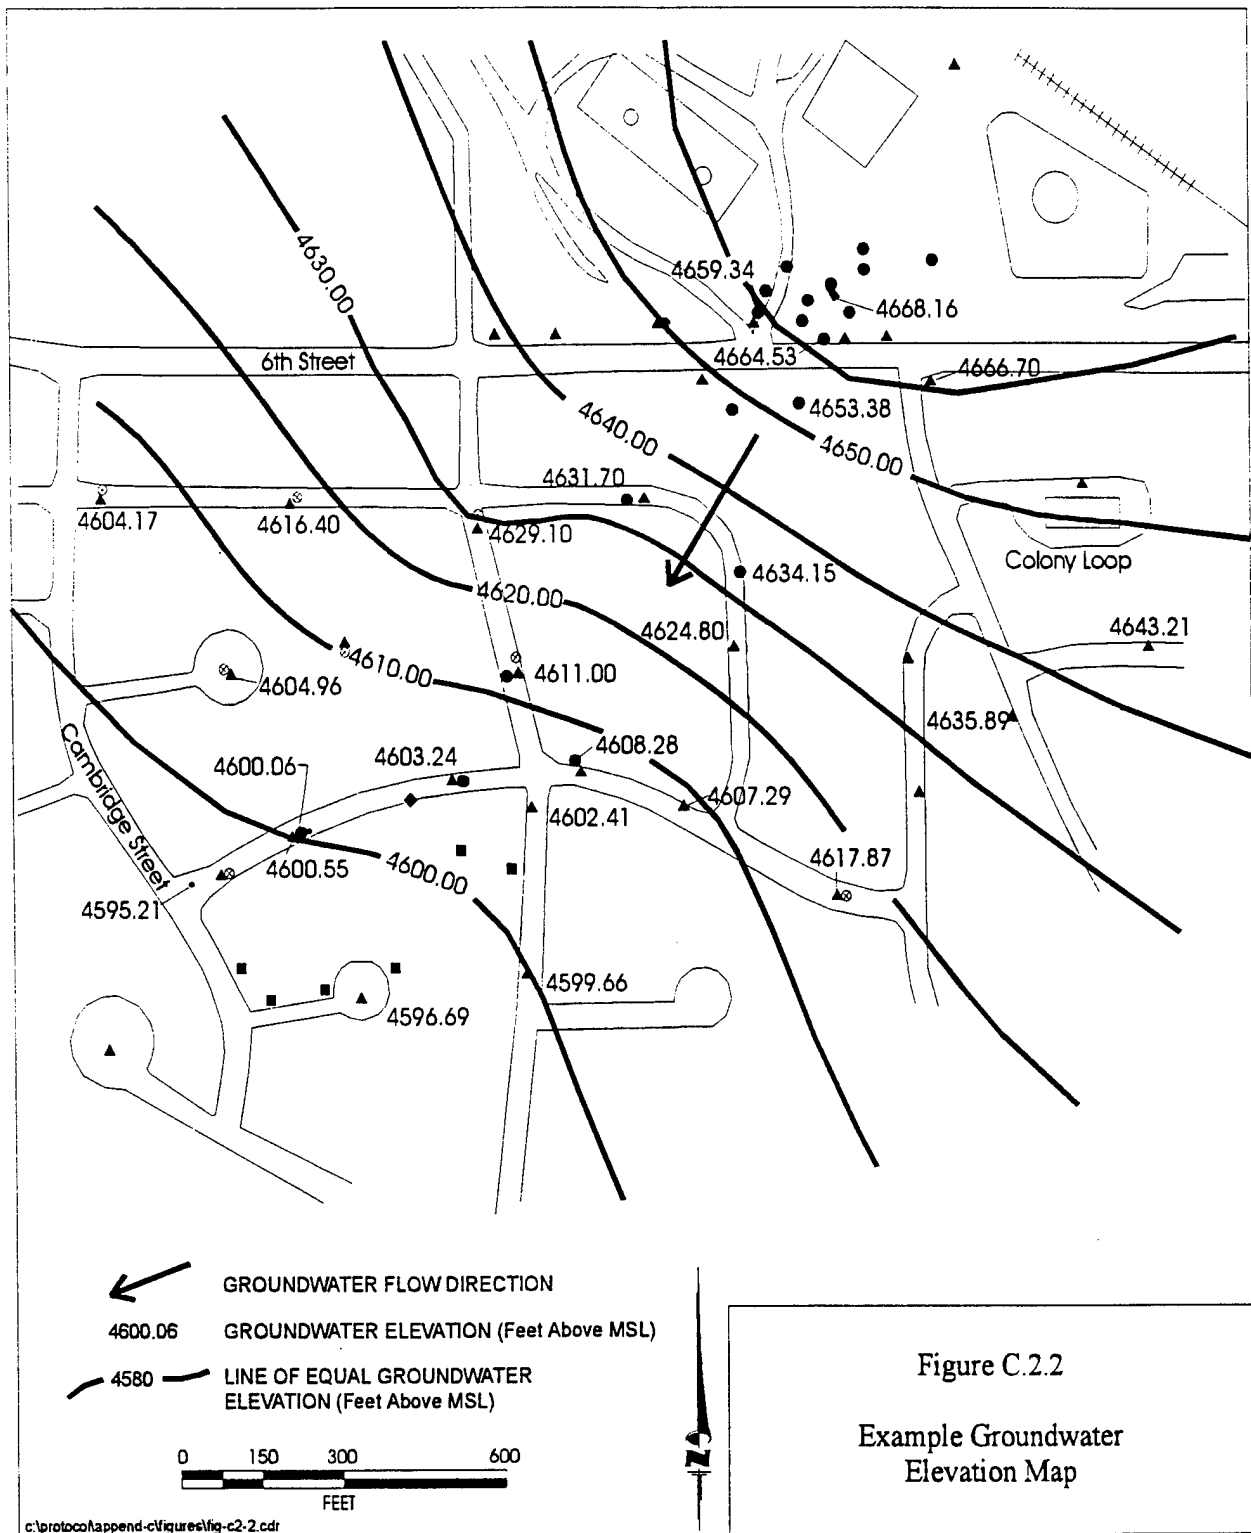 4630.00
4659.34
4668.16
6th Street
4664.53
4666.70
4640.00
4653.38
4650.00
4631.70
4604.17
4616.40
4629.10
Colony Loop
4634.15
4620.00
4624.80
4643.21
4610.00
4611.00
4604.96
4635.89
Cambridge Street
4600.06
4603.24
4608.28
4607.29
4602.41
4600.55
4600.00
4617.87
4595.21
4599.66
4596.69
GROUNDWATER FLOW DIRECTION
4600.06 GROUNDWATER ELEVATION (Feet Above MSL)
4580 LINE OF EQUAL GROUNDWATER
ELEVATION (Feet Above MSL)
0 150 300 600
FEET
N
Figure C.2.2
Example Groundwater
Elevation Map
c:\protocol\append-c\figures\fig-c2-2.cdr